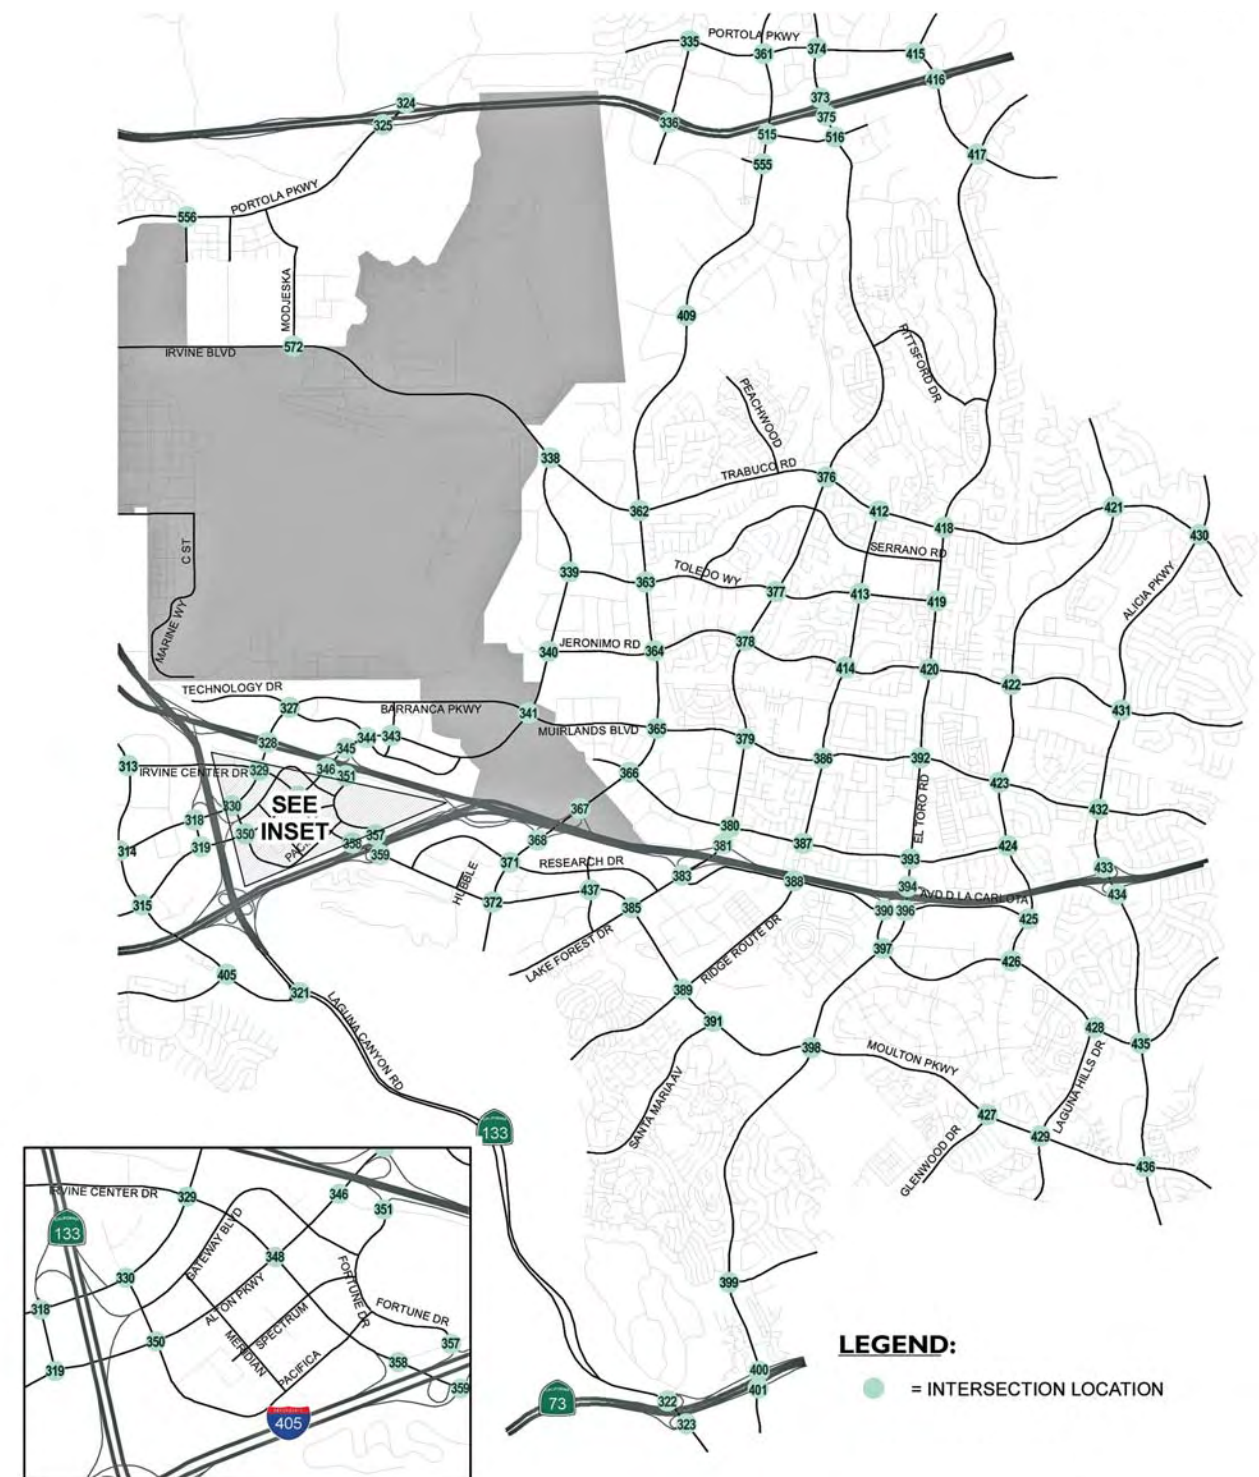 335
PORTOLA PKWY
361
374
415
416
324
325
373
375
336
515
516
555
417
PORTOLA PKWY
556
MODJESKA
409
IRVINE BLVD
572
PITTSFORD DR
PEACHWOOD
338
TRABUCO RD
376
362
412
418
421
430
C ST
SERRANO RD
339
363
TOLEDO WY
377
413
419
ALICIA PKWY
MARINE WY
JERONIMO RD
340
364
378
414
420
422
TECHNOLOGY DR
327
BARRANCA PKWY
341
MUIRLANDS BLVD
365
431
328
345
344
343
379
386
392
313
IRVINE CENTER DR
329
346
351
366
423
330
SEE
INSET
318
350
357
358
359
319
314
367
368
EL TORO RD
432
380
381
387
393
424
371
RESEARCH DR
383
388
394
433
434
HUBBLE
372
437
385
AVD D LA CARLOTA
390
396
425
315
LAKE FOREST DR
RIDGE ROUTE DR
397
426
405
321
LAGUNA CANYON RD
389
391
398
MOULTON PKWY
428
435
LAGUNA HILLS DR
SANTA MARIA AV
133
427
429
GLENWOOD DR
436
IRVINE CENTER DR
329
346
351
133
GATEWAY BLVD
348
330
FORTUNE DR
318
ALTON PKWY
SPECTRUM
FORTUNE DR
350
MERIDIAN
357
319
PACIFICA
358
359
405
399
400
401
CALIFORNIA
73
322
323
LEGEND:
= INTERSECTION LOCATION